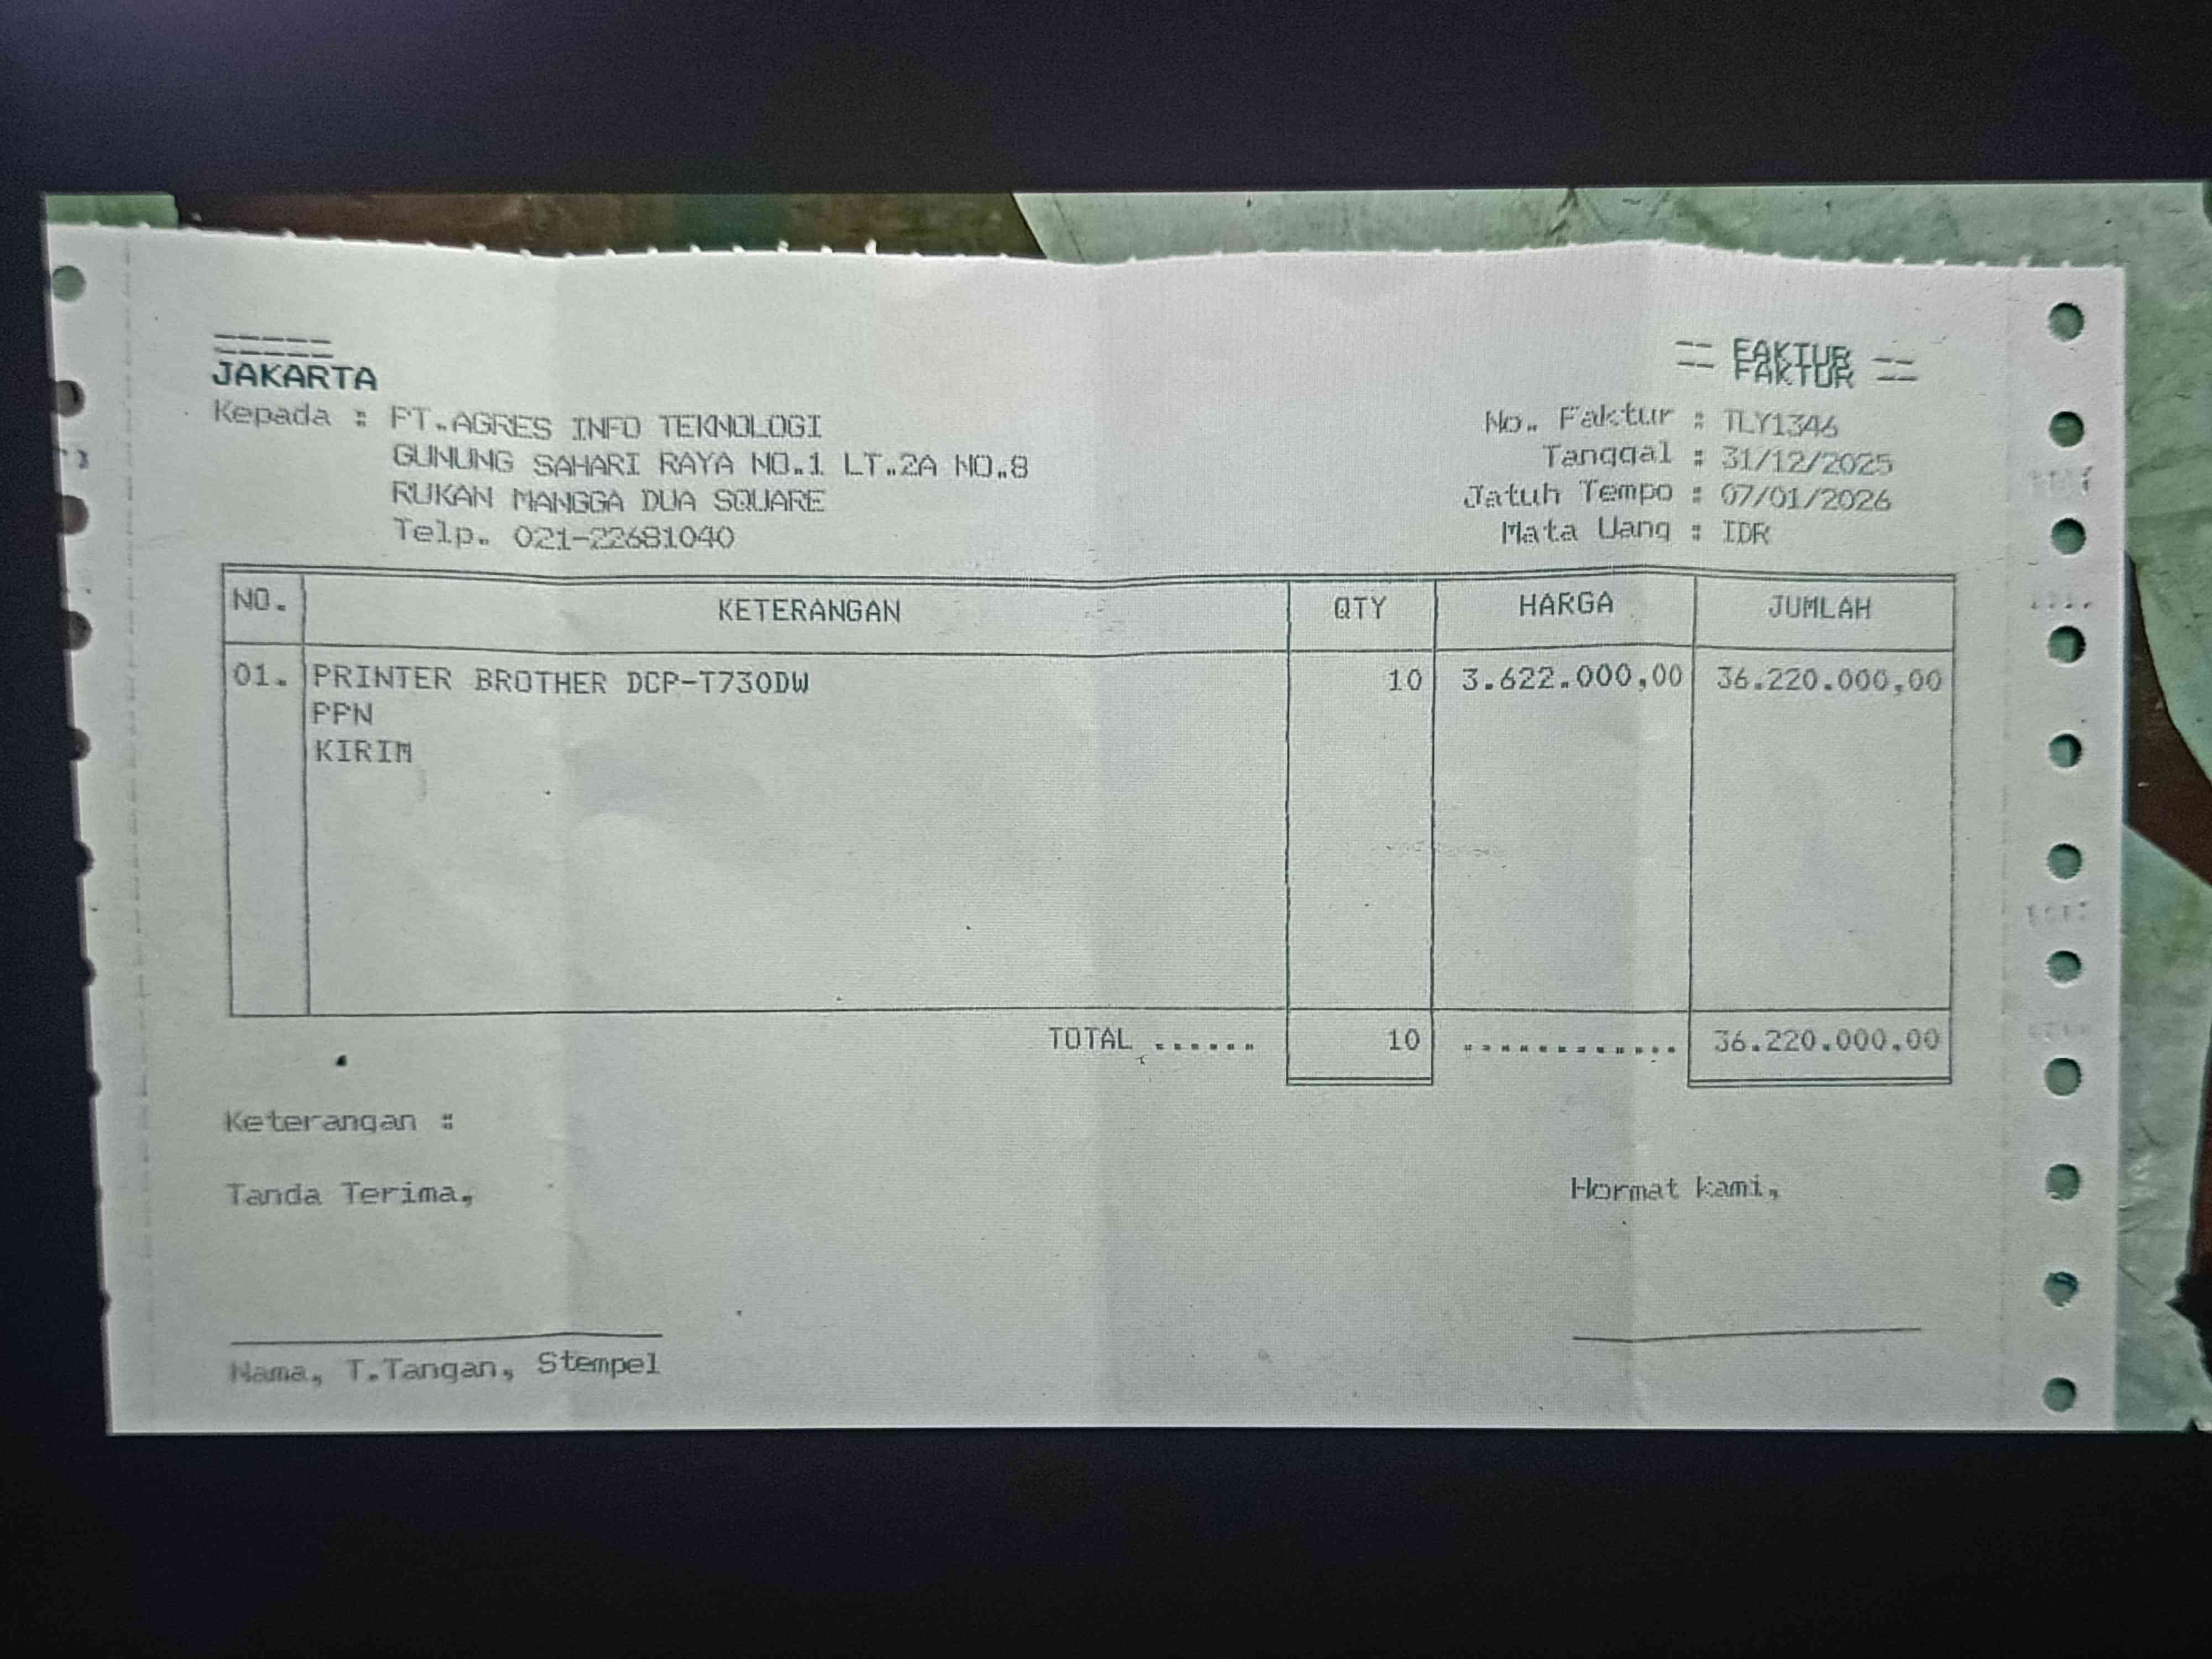 =====
JAKARTA
== FAKTUR ==
Kepada : PT.AGRES INFO TEKNOLOGI
GUNUNG SAHARI RAYA NO.1 LT.2A NO.8
RUKAN MANGGA DUA SQUARE
Telp. 021-22681040
No. Faktur : TLY1346
Tanggal : 31/12/2025
Jatuh Tempo : 07/01/2026
Mata Uang : IDR
NO. KETERANGAN QTY HARGA JUMLAH
01. PRINTER BROTHER DCP-T730DW 10 3.622.000,00 36.220.000,00
PPN
KIRIM
TOTAL ...... 10 ............ 36.220.000,00
Keterangan :
Tanda Terima, Hormat kami,
Nama, T.Tangan, Stempel